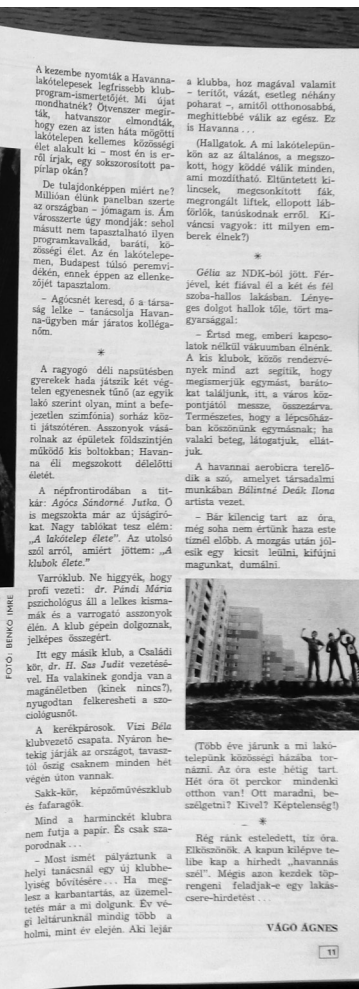 A kezembe nyomták a Havanna-
lakótelepesek legfrissebb klub-
program-ismertetőjét. Mi újat
mondhatnék? Ötvenszer megír-
ták, hatvanszor elmondták,
hogy ezen az isten háta mögötti
lakótelepen kellemes közösségi
élet alakult ki – most én is er-
ről írjak, egy sokszorosított pa-
pírlap okán?
De tulajdonképpen miért ne?
Millióan élünk panelban szerte
az országban – jómagam is. Ám
városszerte úgy mondják: sehol
másutt nem tapasztalható ilyen
programkavalkád, baráti, kö-
zösségi élet. Az én lakótelepe-
men, Budapest túlsó peremvi-
dékén, ennek éppen az ellenke-
zőjét tapasztalom.
– Agócsnét keresd, ő a társa-
ság lelke – tanácsolja Havan-
na-ügyben már járatos kolléga-
nőm.
*
A ragyogó déli napsütésben
gyerekek hada játszik két vég-
telen egyenesnek tűnő (az egyik
lakó szerint olyan, mint a befe-
jezetlen szimfónia) sorház köz-
ti játszótéren. Asszonyok vásá-
rolnak az épületek földszintjén
működő kis boltokban; Havan-
na éli megszokott délelőtti
életét.
A népfrontirodában a tit-
kár: Agócs Sándorné Jutka. Ő
is megszokta már az újságíró-
kat. Nagy tablókat tesz elém:
„A lakótelep élete". Az utolsó
szól arról, amiért jöttem: „A
klubok élete."
Varróklub. Ne higgyék, hogy
profi vezeti: dr. Pándi Mária
pszichológus áll a lelkes kisma-
mák és a varrogató asszonyok
élén. A klub gépein dolgoznak,
jelképes összegért.
Itt egy másik klub, a Családi
kör, dr. H. Sas Judit vezetésé-
vel. Ha valakinek gondja van a
magánéletben (kinek nincs?),
nyugodtan felkeresheti a szo-
ciológusnőt.
A kerékpárosok. Vizi Béla
klubvezető csapata. Nyáron he-
tekig járják az országot, tavasz-
tól őszig csaknem minden hét
végén úton vannak.
Sakk-kör, képzőművészklub
és fafaragók.
Mind a harminckét klubra
nem futja a papír. És csak sza-
porodnak . . .
– Most ismét pályáztunk a
helyi tanácsnál egy új klubhe-
lyiség bővítésére . . . Ha meg-
lesz a karbantartás, az üzemel-
tetés már a mi dolgunk. Év vé-
gi leltárunknál mindig több a
holmi, mint év elején. Aki lejár
a klubba, hoz magával valamit
– terítőt, vázát, esetleg néhány
poharat –, amitől otthonosabbá,
meghittebbé válik az egész. Ez
is Havanna . . .
(Hallgatok. A mi lakótelepün-
kön az az általános, a megszo-
kott, hogy köddé válik minden,
ami mozdítható. Eltüntetett ki-
lincsek, megcsonkított fák,
megrongált liftek, ellopott láb-
törlők, tanúskodnak erről. Kí-
váncsi vagyok: itt milyen em-
berek élnek?)
*
Gélia az NDK-ból jött. Fér-
jével, két fiával él a két és fél
szoba-hallos lakásban. Lénye-
ges dolgot hallok tőle, tört ma-
gyarsággal:
– Értsd meg, emberi kapcso-
latok nélkül vákuumban élnénk.
A kis klubok, közös rendezvé-
nyek mind azt segítik, hogy
megismerjük egymást, baráto-
kat találjunk, itt, a város köz-
pontjától messze, összezárva.
Természetes, hogy a lépcsőház-
ban köszönünk egymásnak; ha
valaki beteg, látogatjuk, ellát-
juk.
A havannai aerobicra terelő-
dik a szó, amelyet társadalmi
munkában Bálintné Deák Ilona
artista vezet.
– Bár kilencig tart az óra,
még soha nem értünk haza este
tíznél előbb. A mozgás után jól-
esik egy kicsit leülni, kifújni
magunkat, dumálni.
FOTÓ: BENKŐ IMRE
(Több éve járunk a mi lakó-
telepünk közösségi házába tor-
názni. Az óra este hétig tart.
Hét óra öt perckor mindenki
otthon van! Ott maradni, be-
szélgetni? Kivel? Képtelenség!)
– *
Rég ránk esteledett, tíz óra.
Elköszönök. A kapun kilépve te-
libe kap a hírhedt „havannás
szél". Mégis azon kezdek töp-
rengeni feladjak-e egy lakás-
csere-hirdetést . . .
VÁGÓ ÁGNES
11